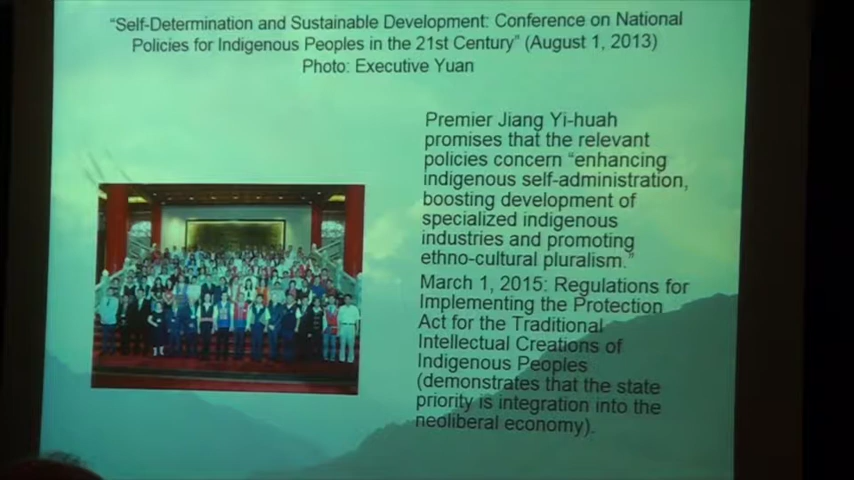 “Self-Determination and Sustainable Development: Conference on National
Policies for Indigenous Peoples in the 21st Century” (August 1, 2013)
Photo: Executive Yuan
Premier Jiang Yi-huah
promises that the relevant
policies concern “enhancing
indigenous self-administration,
boosting development of
specialized indigenous
industries and promoting
ethno-cultural pluralism.”
March 1, 2015: Regulations for
Implementing the Protection
Act for the Traditional
Intellectual Creations of
Indigenous Peoples
(demonstrates that the state
priority is integration into the
neoliberal economy).